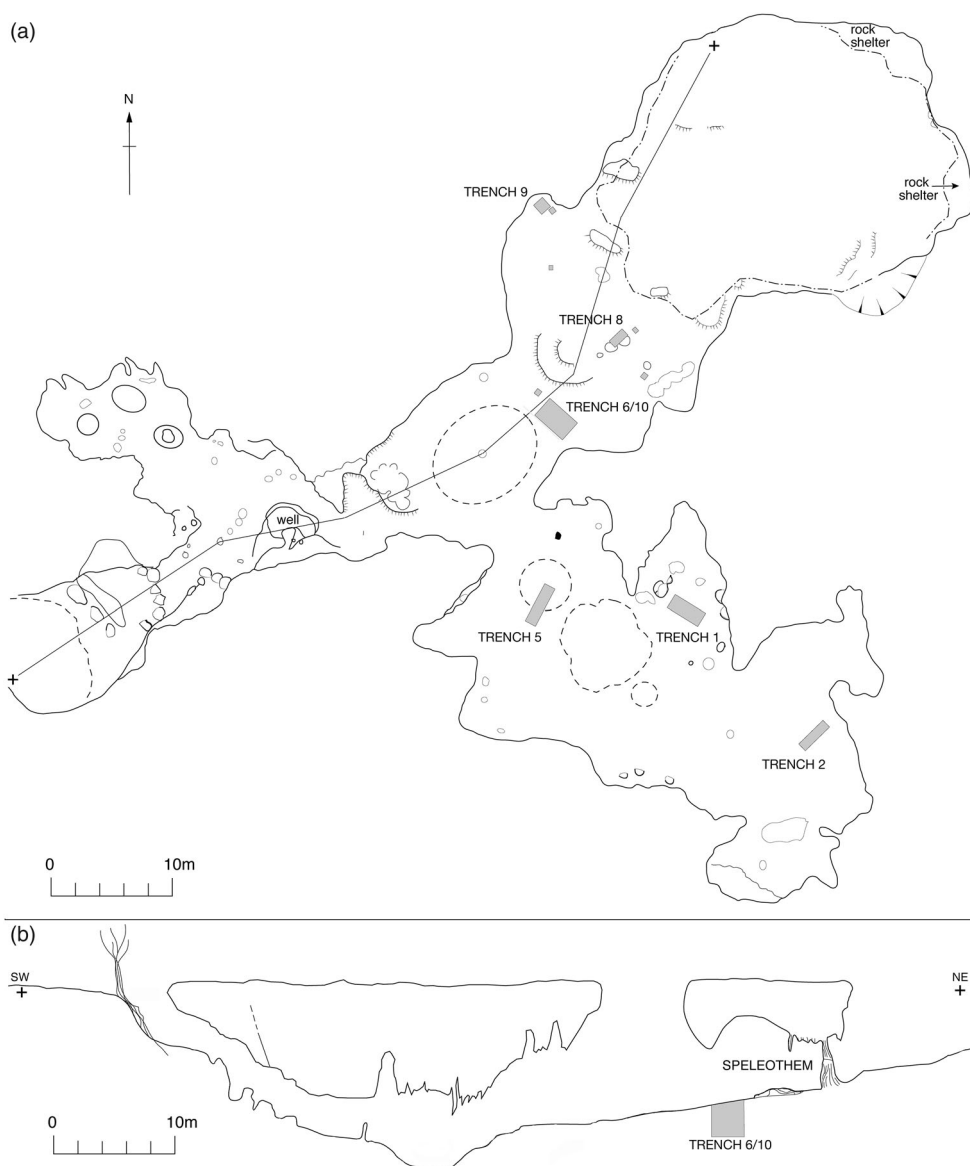 (a)
rock
shelter
N
rock
shelter
TRENCH 9
TRENCH 8
TRENCH 6/10
well
TRENCH 5
TRENCH 1
TRENCH 2
0 10m
(b)
SW
NE
SPELEOTHEM
0 10m
TRENCH 6/10